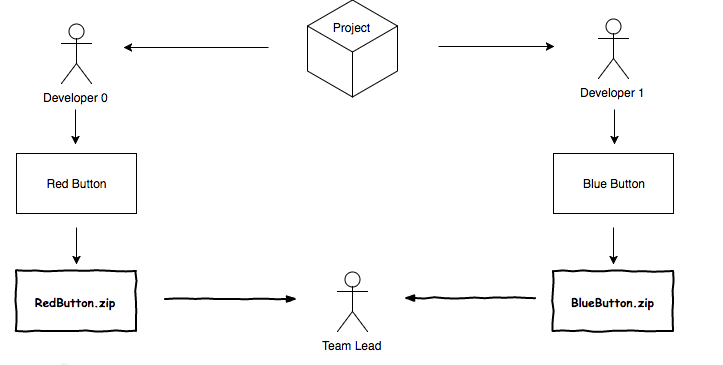 Project
Developer 0
Developer 1
Red Button
Blue Button
RedButton.zip
BlueButton.zip
Team Lead